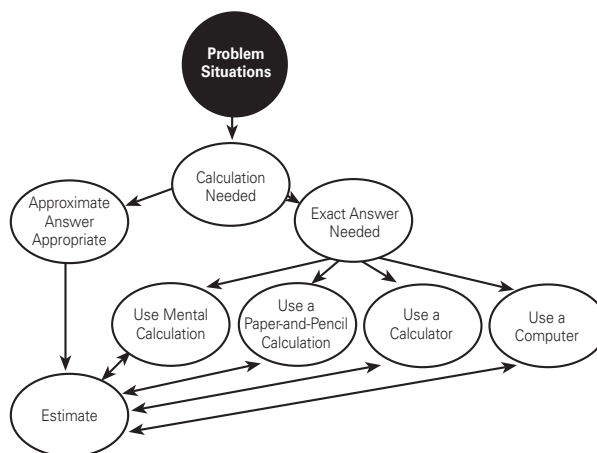 Problem
Situations
Calculation
Needed
Approximate
Answer
Appropriate
Exact Answer
Needed
Use Mental
Calculation
Use a
Paper-and-Pencil
Calculation
Use a
Calculator
Use a
Computer
Estimate